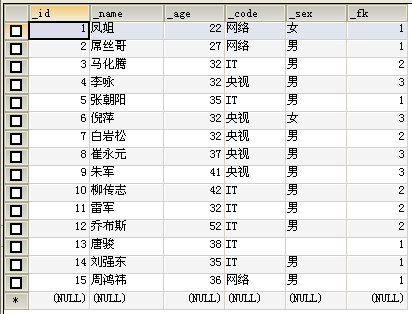 _id _name _age _code _sex _fk
1 凤姐 22 网络 女 1
2 屌丝哥 27 网络 男 1
3 马化腾 32 IT 男 2
4 李咏 32 央视 男 3
5 张朝阳 35 IT 男 1
6 倪萍 32 央视 女 3
7 白岩松 32 央视 男 2
8 崔永元 37 央视 男 3
9 朱军 41 央视 男 3
10 柳传志 42 IT 男 2
11 雷军 32 IT 男 2
12 乔布斯 52 IT 男 2
13 唐骏 38 IT 1
14 刘强东 35 IT 男 1
15 周鸿祎 36 网络 男 1
* (NULL) (NULL) (NULL) (NULL) (NULL) (NULL)